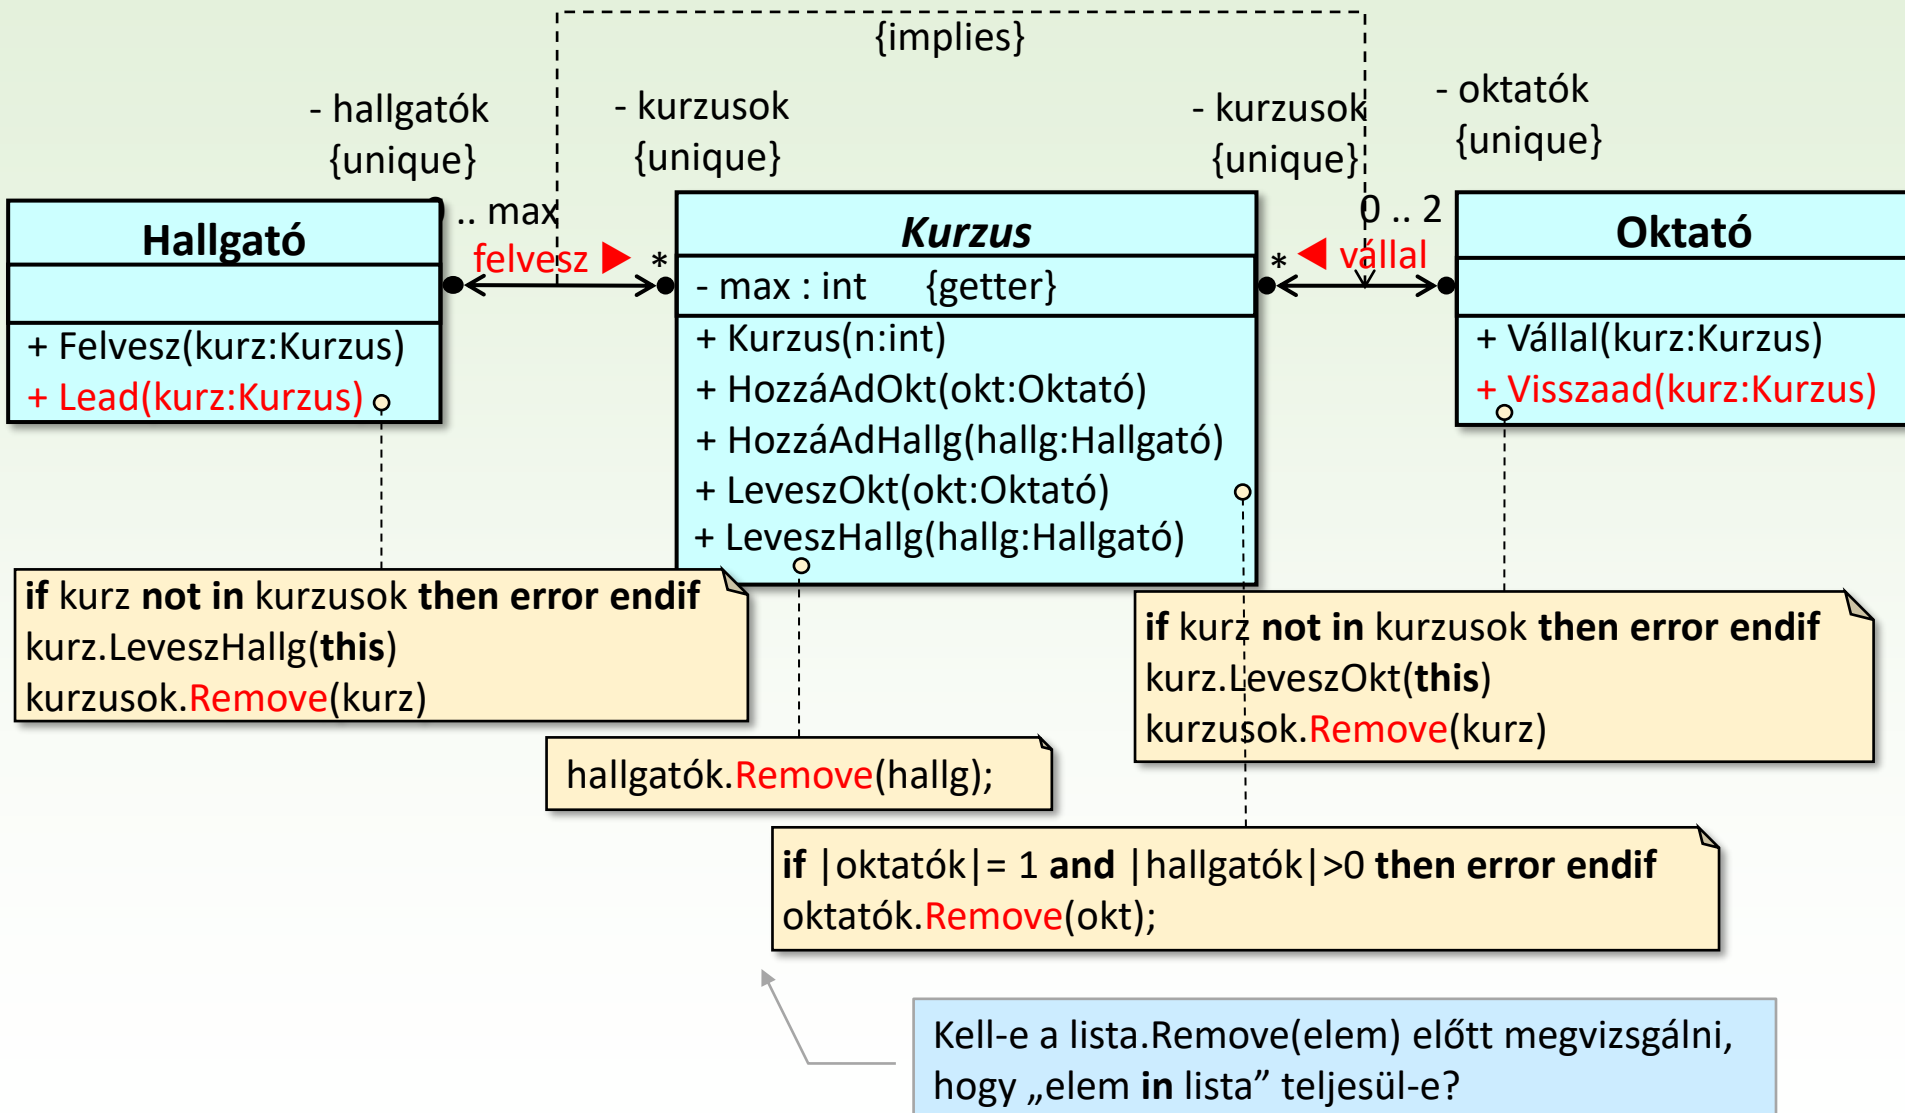 {implies}
- hallgatók
{unique}
- kurzusok
{unique}
- kurzusok
{unique}
- oktatók
{unique}
Hallgató
+ Felvesz(kurz:Kurzus)
+ Lead(kurz:Kurzus)
.. max
felvesz ▶ *
Kurzus
- max : int {getter}
+ Kurzus(n:int)
+ HozzáAdOkt(okt:Oktató)
+ HozzáAdHallg(hallg:Hallgató)
+ LeveszOkt(okt:Oktató)
+ LeveszHallg(hallg:Hallgató)
0 .. 2
* ◀ vállal
Oktató
+ Vállal(kurz:Kurzus)
+ Visszaad(kurz:Kurzus)
if kurz not in kurzusok then error endif
kurz.LeveszHallg(this)
kurzusok.Remove(kurz)
if kurz not in kurzusok then error endif
kurz.LeveszOkt(this)
kurzusok.Remove(kurz)
hallgatók.Remove(hallg);
if |oktatók|= 1 and |hallgatók|>0 then error endif
oktatók.Remove(okt);
Kell-e a lista.Remove(elem) előtt megvizsgálni,
hogy „elem in lista” teljesül-e?